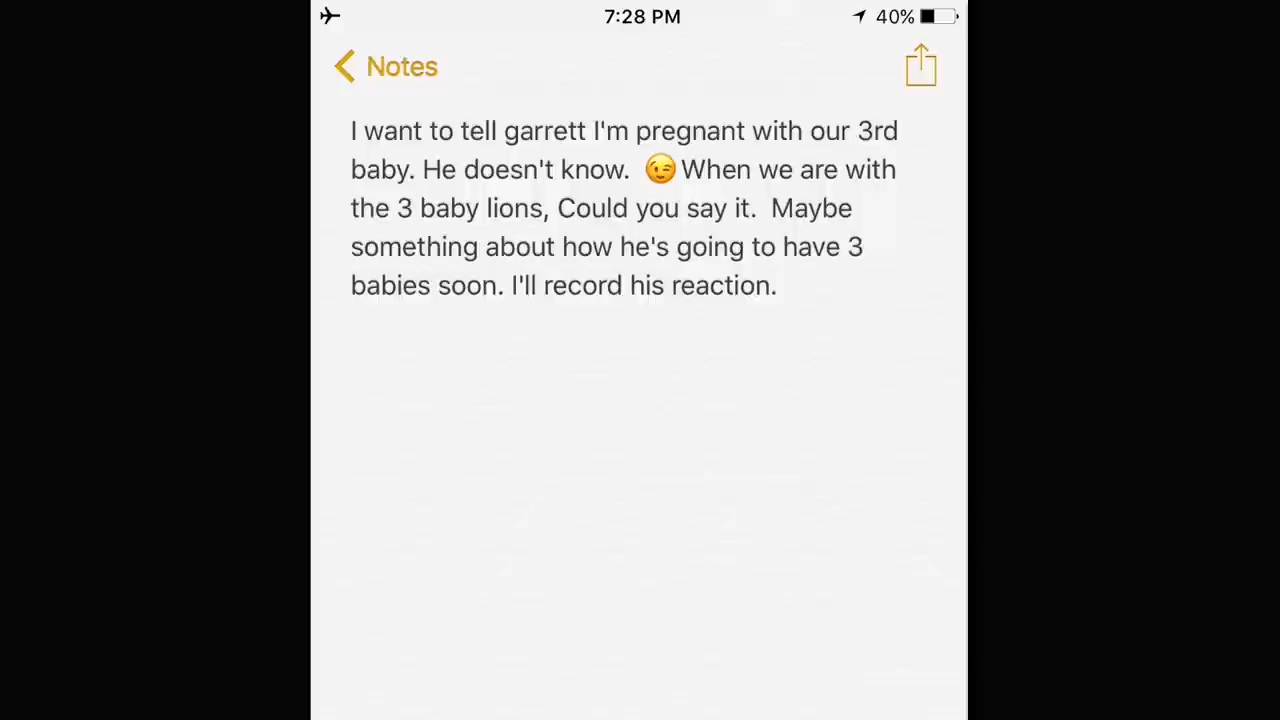 7:28 PM 40%
Notes
I want to tell garrett I'm pregnant with our 3rd
baby. He doesn't know. 😉When we are with
the 3 baby lions, Could you say it. Maybe
something about how he's going to have 3
babies soon. I'll record his reaction.